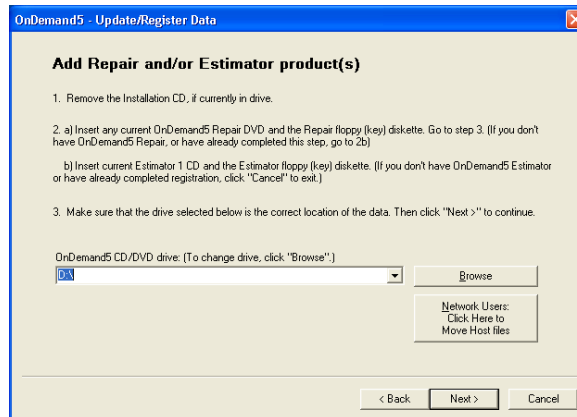 OnDemand5 - Update/Register Data
Add Repair and/or Estimator product(s)
1. Remove the Installation CD, if currently in drive.
2. a) Insert any current OnDemand5 Repair DVD and the Repair floppy (key) diskette. Go to step 3. (If you don't
have OnDemand5 Repair, or have already completed this step, go to 2b)
b) Insert current Estimator 1 CD and the Estimator floppy (key) diskette. (If you don't have OnDemand5 Estimator
or have already completed registration, click "Cancel" to exit.)
3. Make sure that the drive selected below is the correct location of the data. Then click "Next >" to continue.
OnDemand5 CD/DVD drive: (To change drive, click "Browse".)
D:\
Browse
Network Users:
Click Here to
Move Host files
< Back
Next >
Cancel